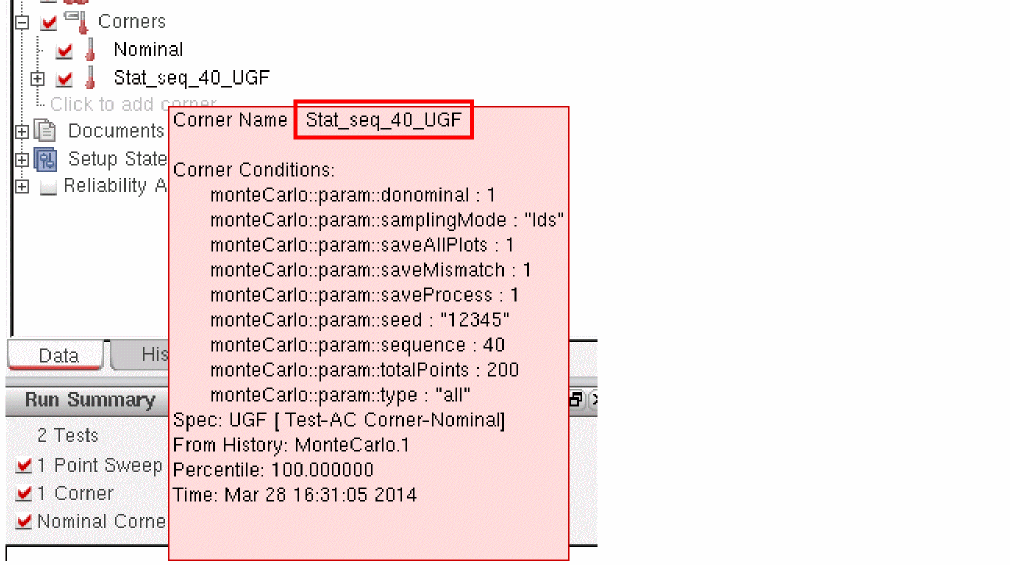 Corners
Nominal
Stat_seq_40_UGF
Click to add corner
Documents
Setup State
Reliability A
Corner Name Stat_seq_40_UGF
Corner Conditions:
monteCarlo::param::donominal : 1
monteCarlo::param::samplingMode : "lds"
monteCarlo::param::saveAllPlots : 1
monteCarlo::param::saveMismatch : 1
monteCarlo::param::saveProcess : 1
monteCarlo::param::seed : "12345"
monteCarlo::param::sequence : 40
monteCarlo::param::totalPoints : 200
monteCarlo::param::type : "all"
Spec: UGF [ Test-AC Corner-Nominal]
From History: MonteCarlo.1
Percentile: 100.000000
Time: Mar 28 16:31:05 2014
Data
His
Run Summary
2 Tests
1 Point Sweep
1 Corner
Nominal Corne